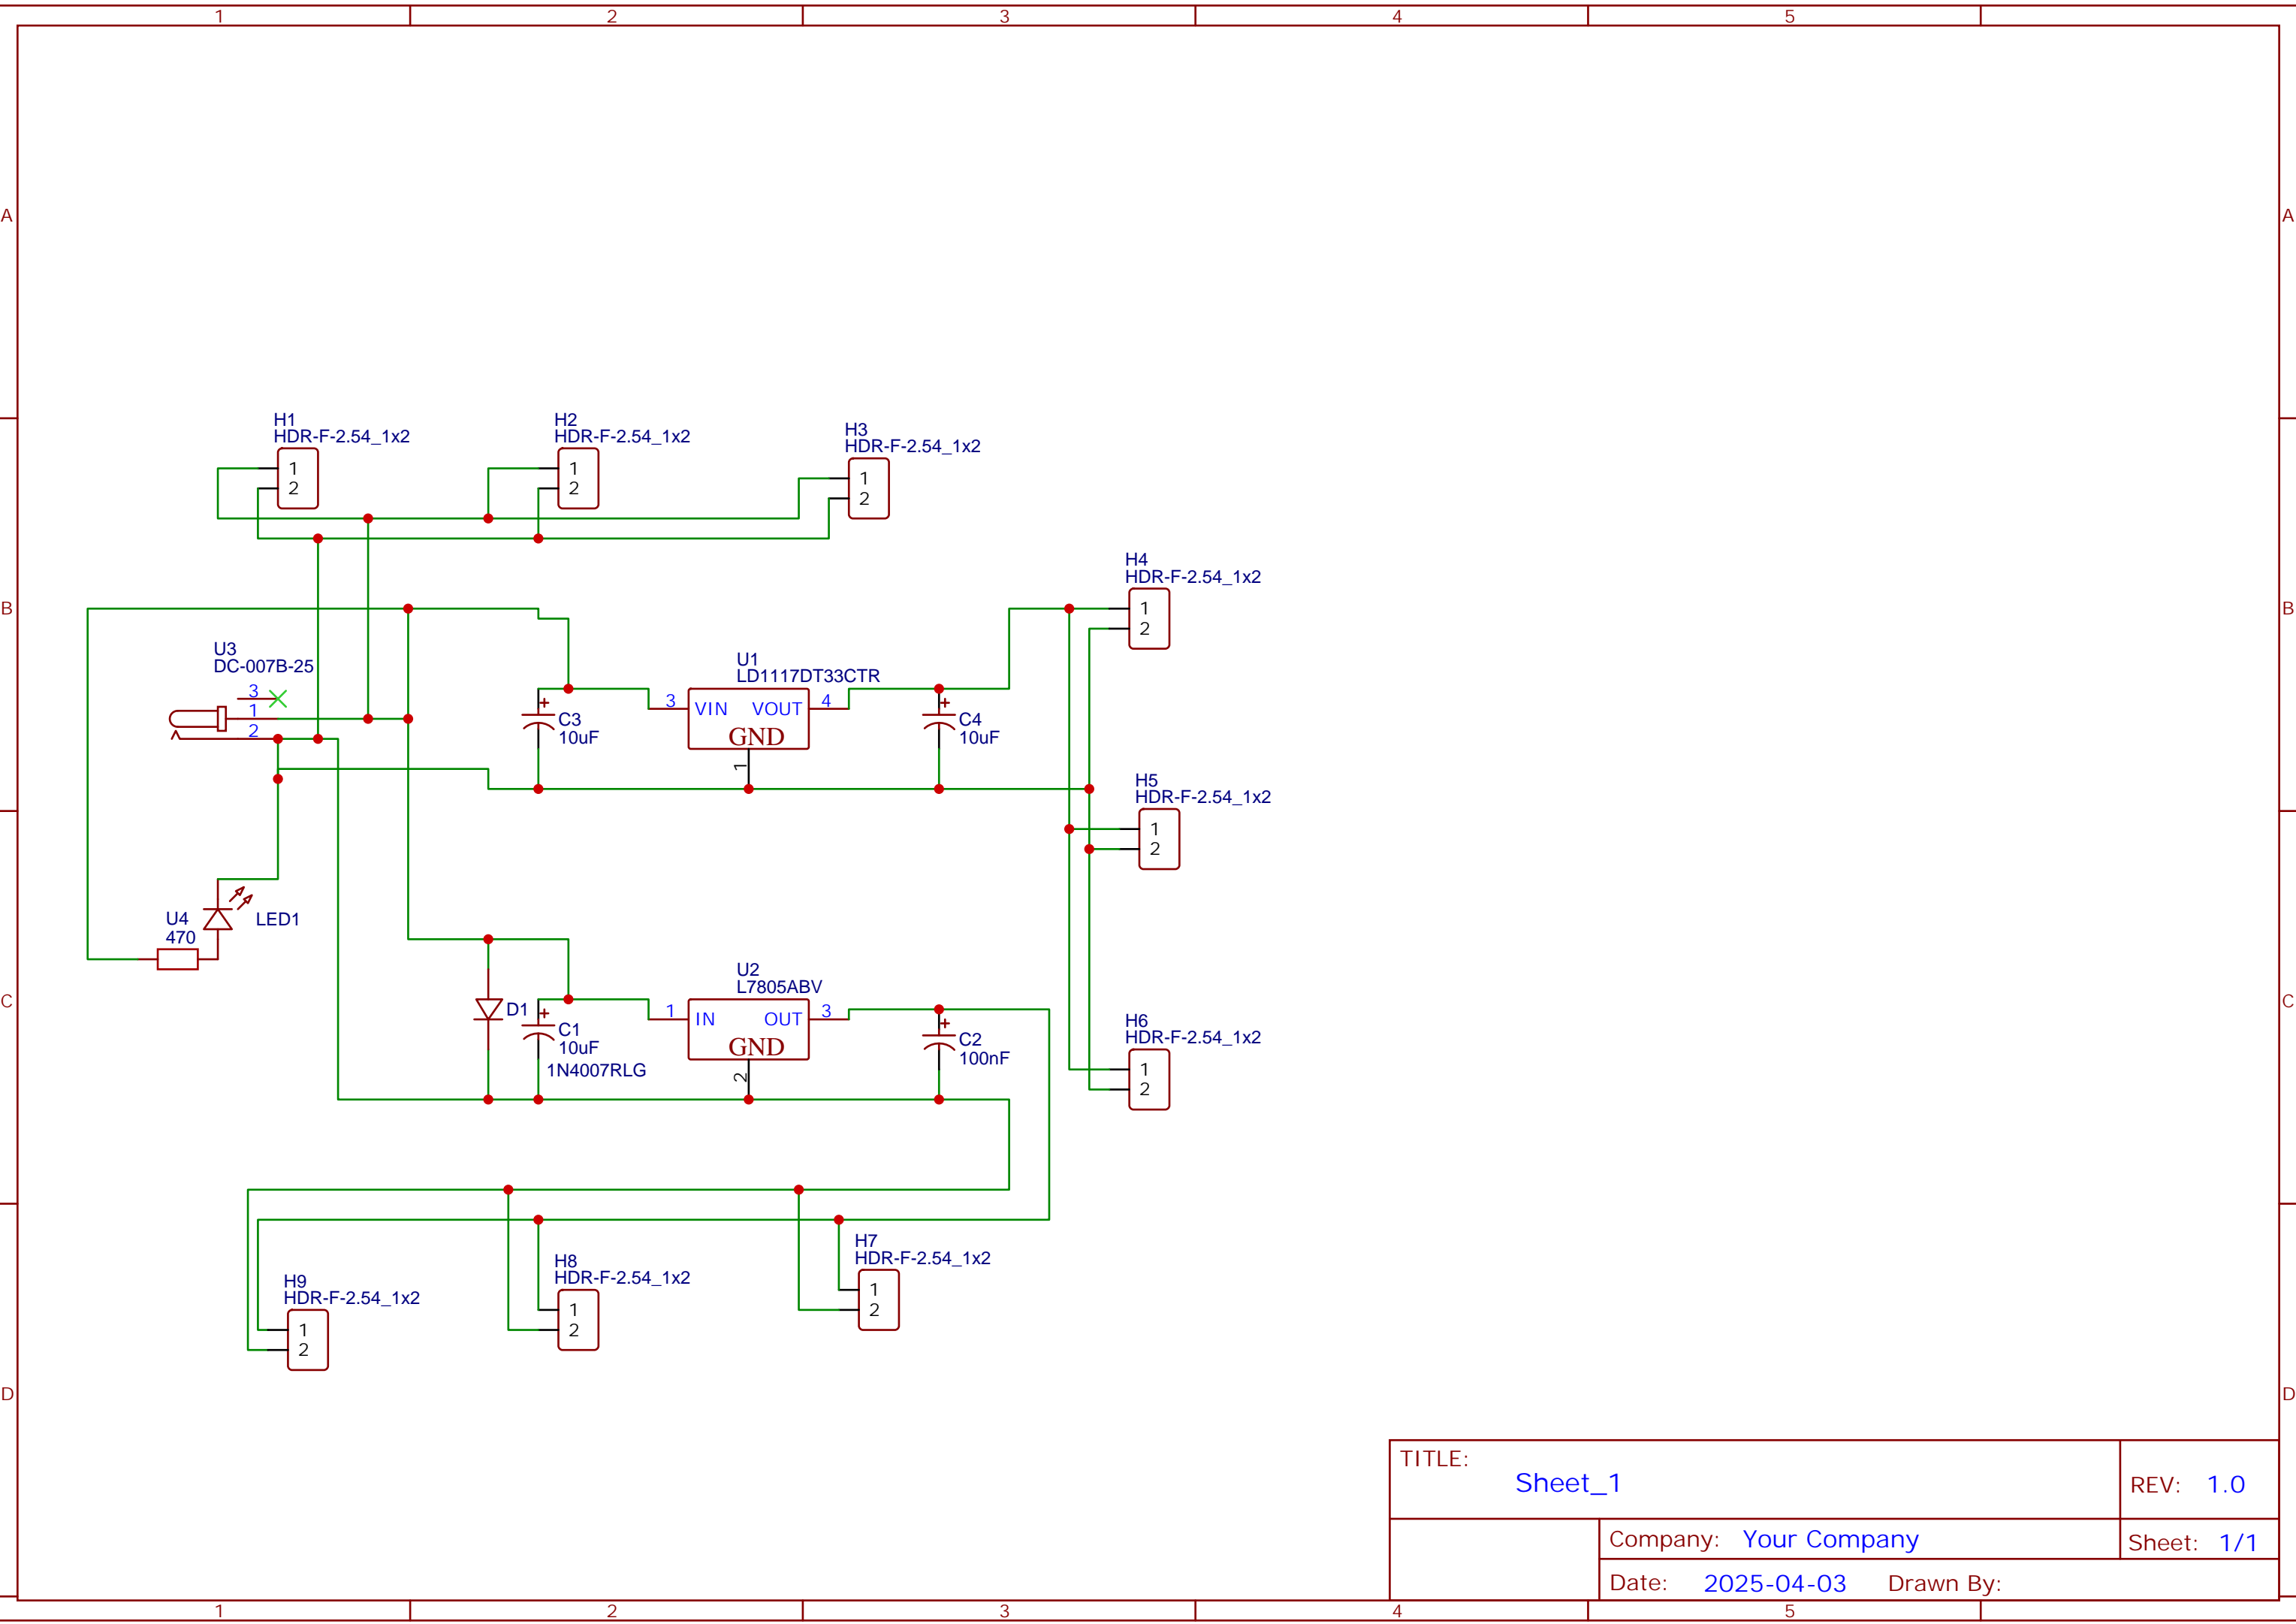 1 2 3 4 5
A A
H1
HDR-F-2.54_1x2
1
2
H2
HDR-F-2.54_1x2
1
2
H3
HDR-F-2.54_1x2
1
2
H4
HDR-F-2.54_1x2
1
2
B B
U3
DC-007B-25
3
1
2
C3
10uF
U1
LD1117DT33CTR
3 VIN VOUT 4
GND
1
C4
10uF
H5
HDR-F-2.54_1x2
1
2
U4
470
LED1
C C
D1
C1
10uF
1N4007RLG
U2
L7805ABV
1 IN OUT 3
GND
2
C2
100nF
H6
HDR-F-2.54_1x2
1
2
H7
HDR-F-2.54_1x2
1
2
H8
HDR-F-2.54_1x2
1
2
H9
HDR-F-2.54_1x2
1
2
D D
TITLE:
Sheet_1
REV: 1.0
Company: Your Company
Sheet: 1/1
Date: 2025-04-03 Drawn By:
1 2 3 4 5